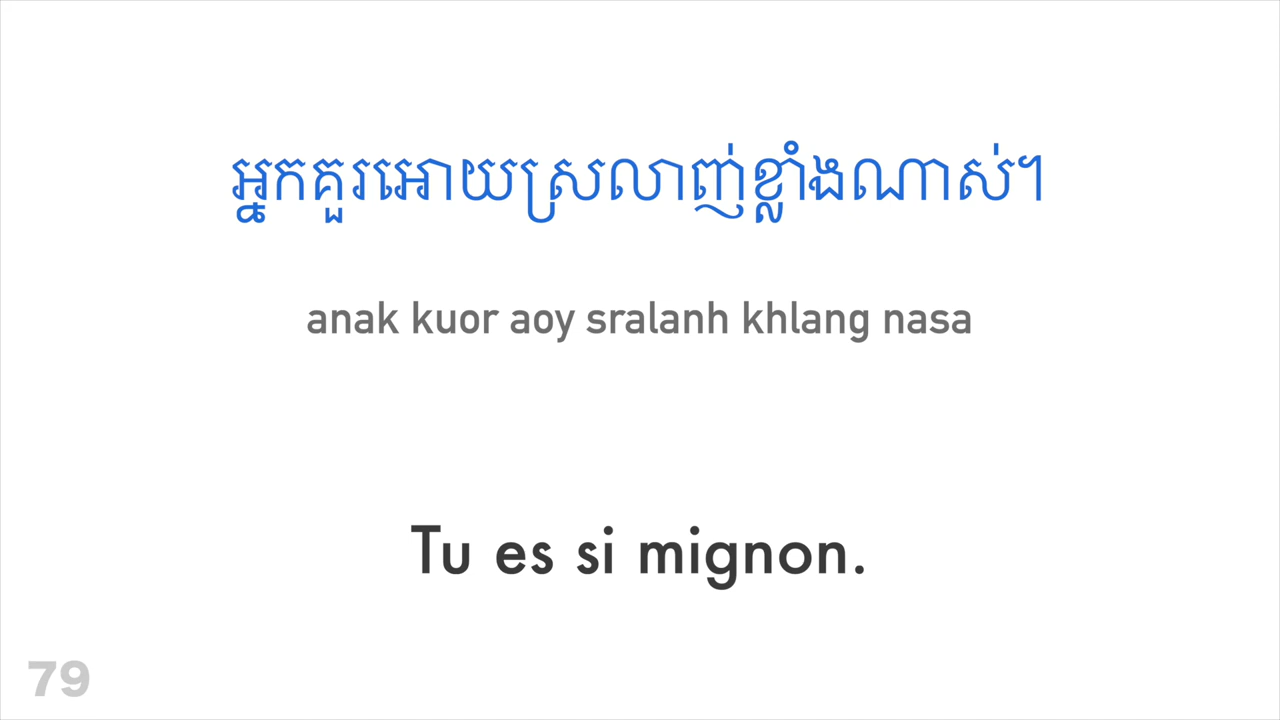 អ្នកគួរអោយស្រលាញ់ខ្លាំងណាស់។
anak kuor aoy sralanh khlang nasa
Tu es si mignon.
79